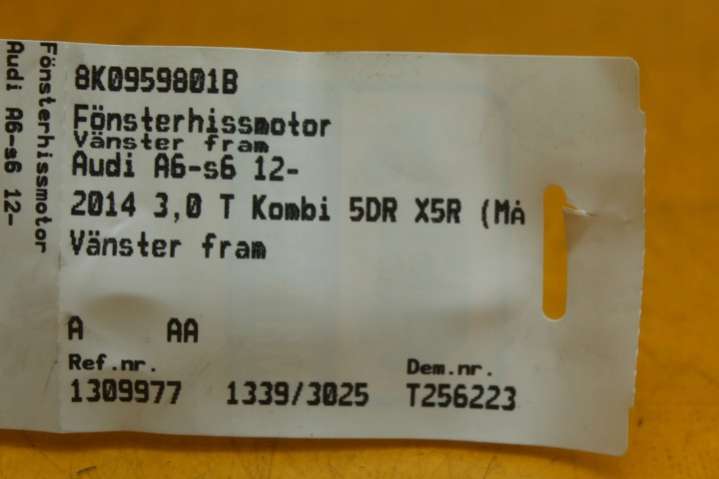 Fönsterhissmotor
Audi A6-s6 12-
8K0959801B
Fönsterhissmotor
Vänster fram
Audi A6-s6 12-
2014 3,0 T Kombi 5DR X5R (MÅ
Vänster fram
A AA
Ref.nr. Dem.nr.
1309977 1339/3025 T256223